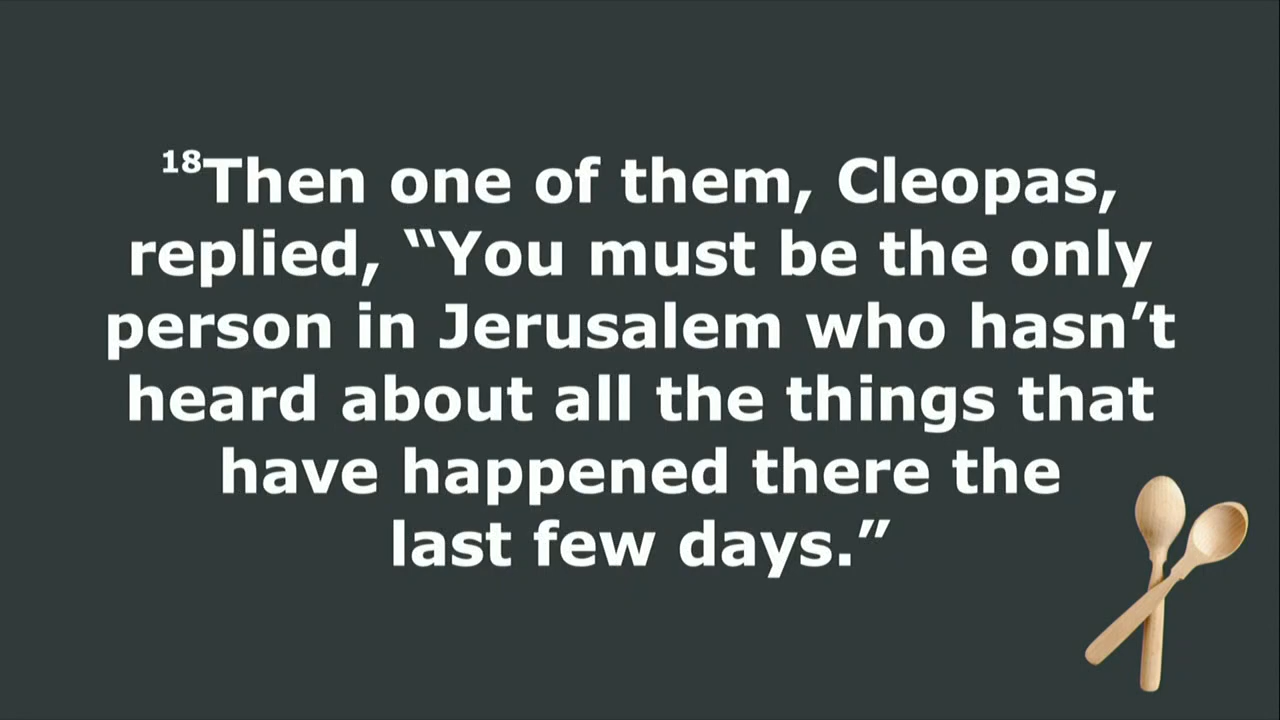 18Then one of them, Cleopas,
replied, “You must be the only
person in Jerusalem who hasn’t
heard about all the things that
have happened there the
last few days.”